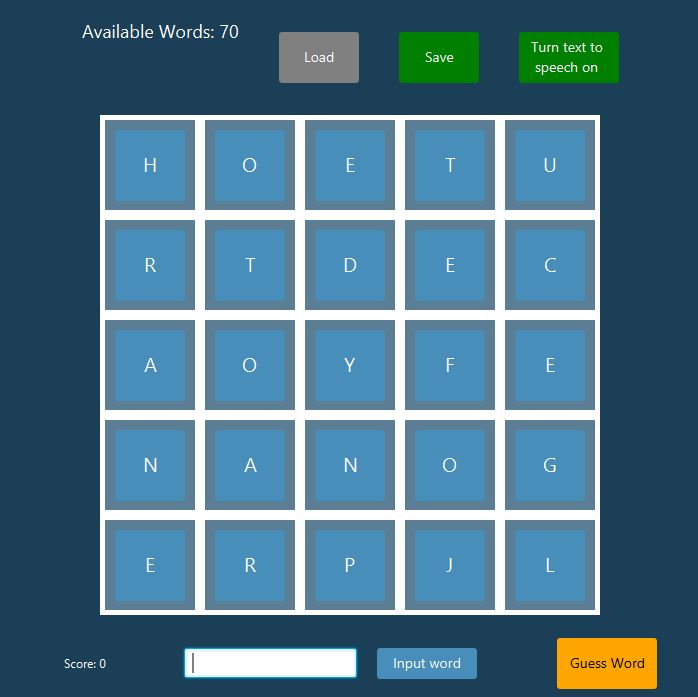 Available Words: 70
Load
Save
Turn text to
speech on
H O E T U
R T D E C
A O Y F E
N A N O G
E R P J L
Score: 0
Input word
Guess Word